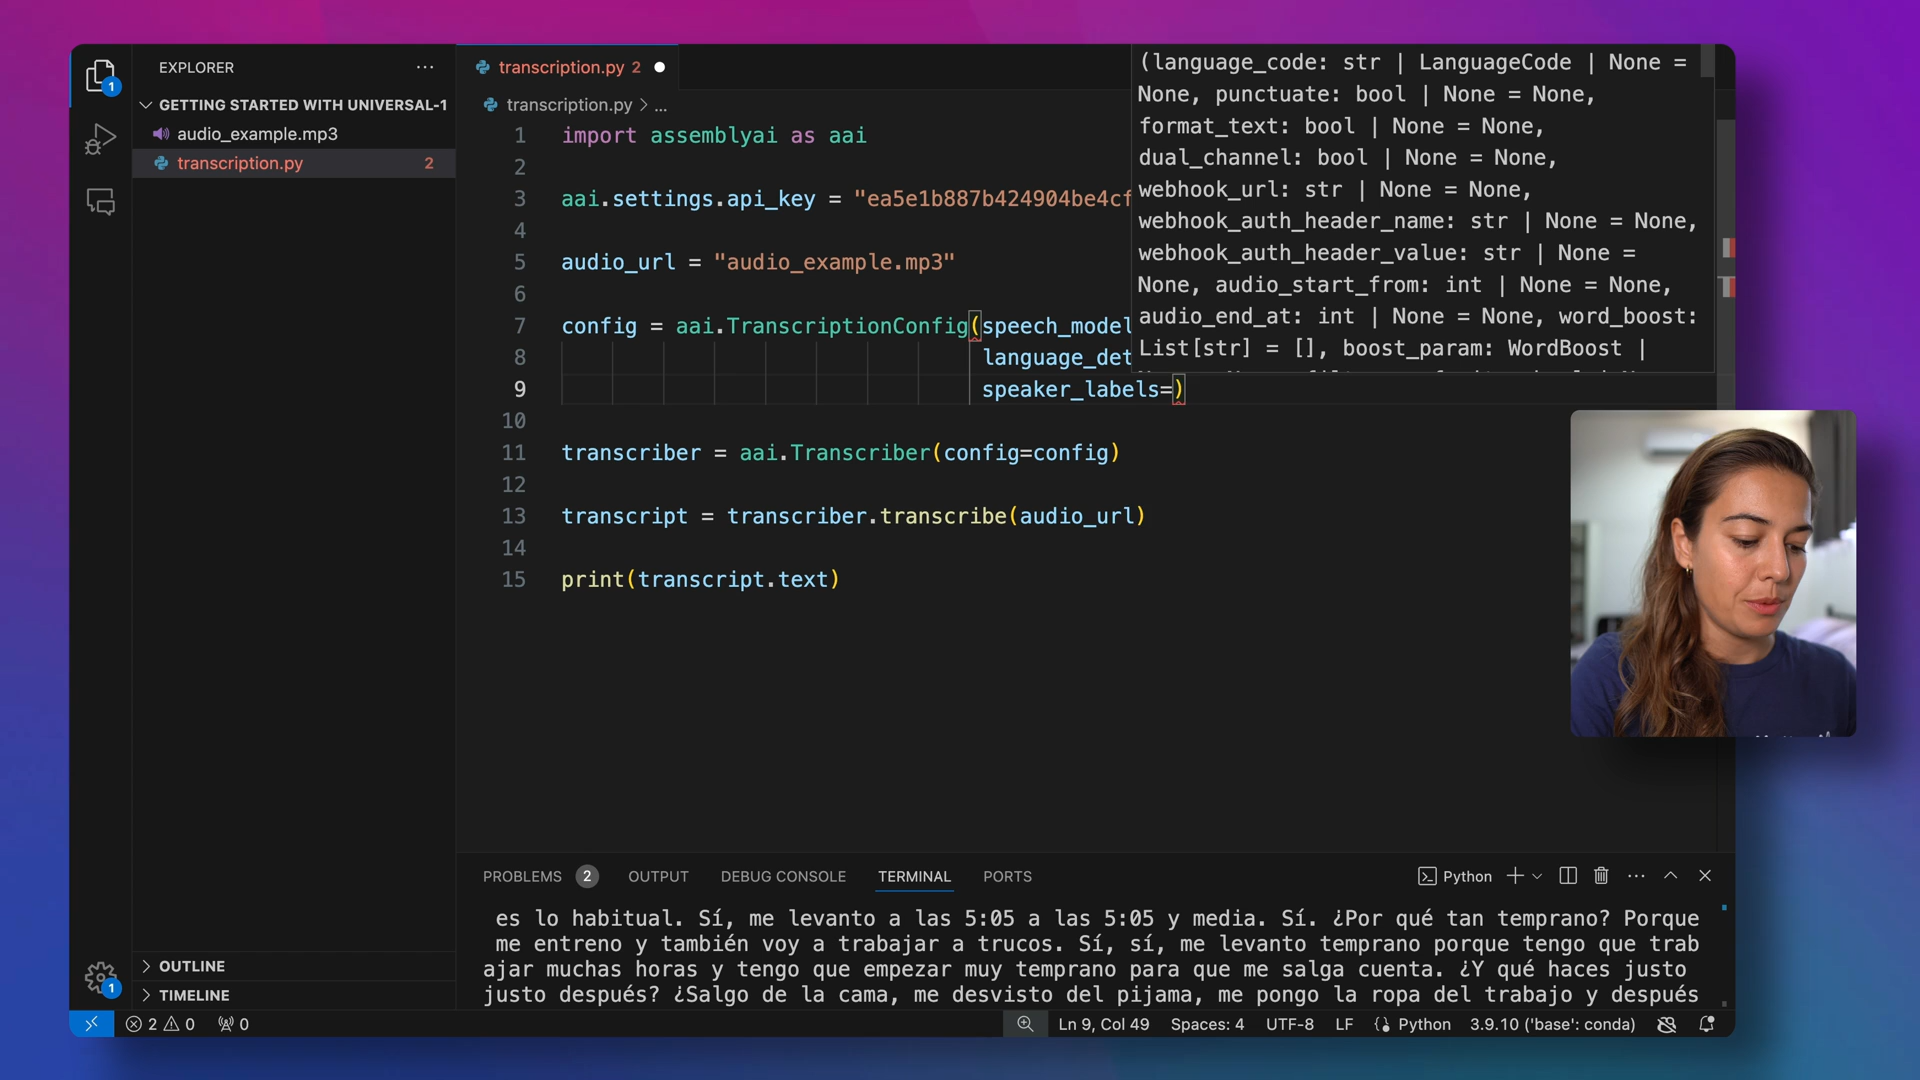 EXPLORER
GETTING STARTED WITH UNIVERSAL-1
audio_example.mp3
transcription.py 2
OUTLINE
TIMELINE
transcription.py 2
transcription.py > ...
1 import assemblyai as aai
2
3 aai.settings.api_key = "ea5e1b887b424904be4cf
4
5 audio_url = "audio_example.mp3"
6
7 config = aai.TranscriptionConfig(speech_model
8 language_det
9 speaker_labels=)
10
11 transcriber = aai.Transcriber(config=config)
12
13 transcript = transcriber.transcribe(audio_url)
14
15 print(transcript.text)
(language_code: str | LanguageCode | None =
None, punctuate: bool | None = None,
format_text: bool | None = None,
dual_channel: bool | None = None,
webhook_url: str | None = None,
webhook_auth_header_name: str | None = None,
webhook_auth_header_value: str | None =
None, audio_start_from: int | None = None,
audio_end_at: int | None = None, word_boost:
List[str] = [], boost_param: WordBoost |
PROBLEMS 2 OUTPUT DEBUG CONSOLE TERMINAL PORTS
Python
es lo habitual. Sí, me levanto a las 5:05 a las 5:05 y media. Sí. ¿Por qué tan temprano? Porque
me entreno y también voy a trabajar a trucos. Sí, sí, me levanto temprano porque tengo que trab
ajar muchas horas y tengo que empezar muy temprano para que me salga cuenta. ¿Y qué haces justo
justo después? ¿Salgo de la cama, me desvisto del pijama, me pongo la ropa del trabajo y después
1
1
2 0 0
Ln 9, Col 49 Spaces: 4 UTF-8 LF Python 3.9.10 ('base': conda)